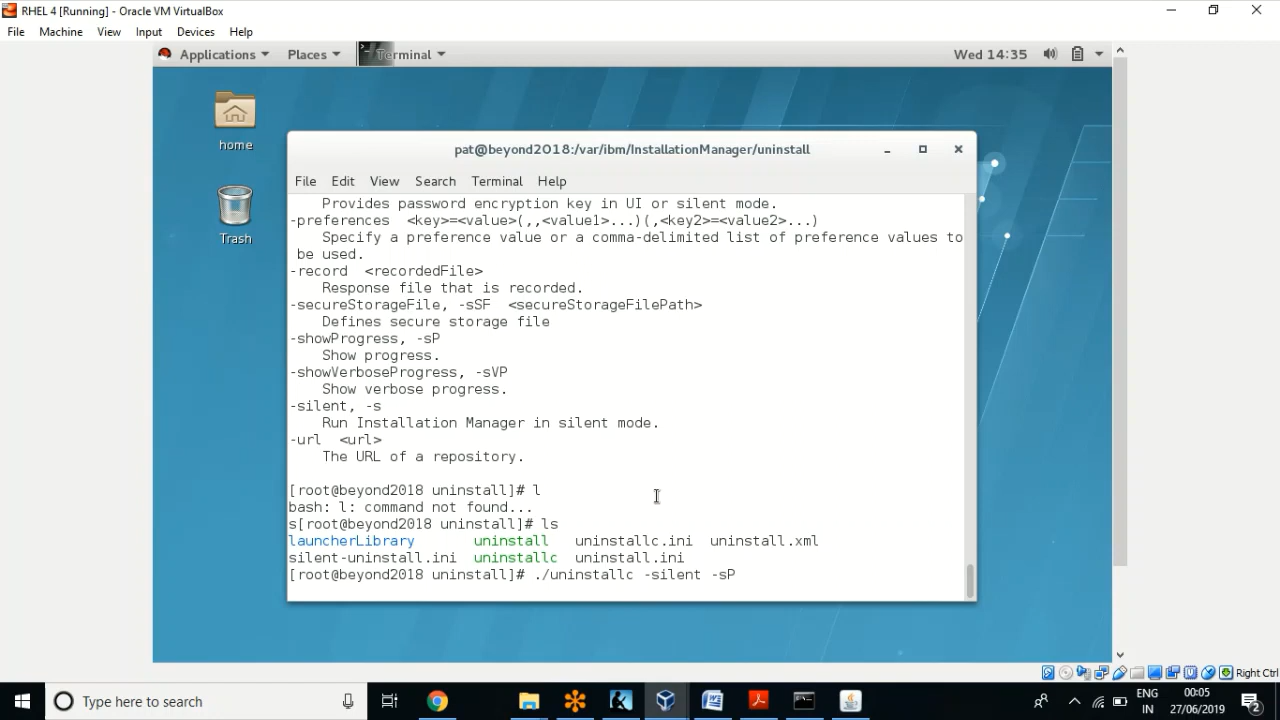 RHEL 4 [Running] - Oracle VM VirtualBox
File Machine View Input Devices Help
Applications Places Terminal Wed 14:35
home
Trash
pat@beyond2018:/var/ibm/InstallationManager/uninstall
File Edit View Search Terminal Help
Provides password encryption key in UI or silent mode.
-preferences <key>=<value>(,,<value1>...)(,<key2>=<value2>...)
Specify a preference value or a comma-delimited list of preference values to
be used.
-record <recordedFile>
Response file that is recorded.
-secureStorageFile, -sSF <secureStorageFilePath>
Defines secure storage file
-showProgress, -sP
Show progress.
-showVerboseProgress, -sVP
Show verbose progress.
-silent, -s
Run Installation Manager in silent mode.
-url <url>
The URL of a repository.
[root@beyond2018 uninstall]# l
bash: l: command not found...
s[root@beyond2018 uninstall]# ls
launcherLibrary uninstall uninstallc.ini uninstall.xml
silent-uninstall.ini uninstallc uninstall.ini
[root@beyond2018 uninstall]# ./uninstallc -silent -sP
Right Ctrl
Type here to search
ENG
IN
00:05
27/06/2019
2